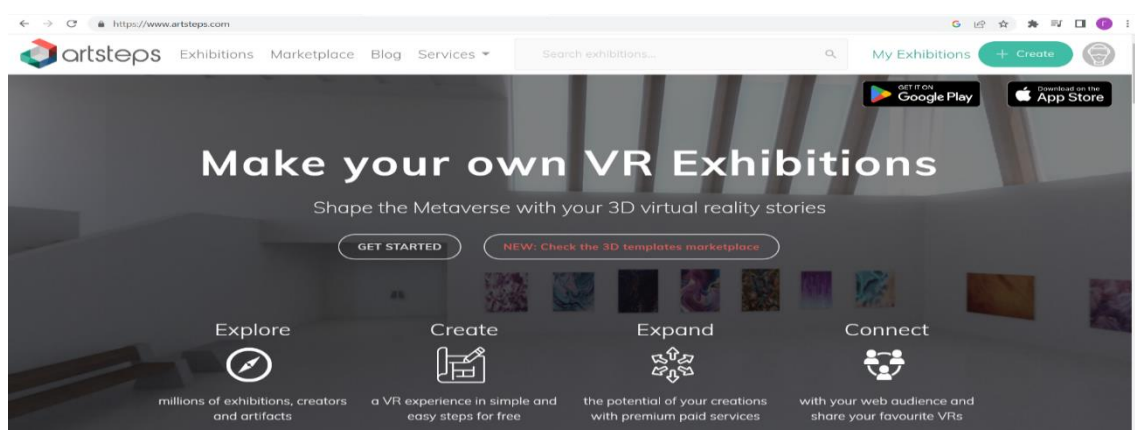 https://www.artsteps.com
artsteps Exhibitions Marketplace Blog Services Search exhibitions... My Exhibitions + Create
GET IT ON
Google Play
Download on the
App Store
Make your own VR Exhibitions
Shape the Metaverse with your 3D virtual reality stories
GET STARTED
NEW: Check the 3D templates marketplace
Explore
millions of exhibitions, creators
and artifacts
Create
a VR experience in simple and
easy steps for free
Expand
the potential of your creations
with premium paid services
Connect
with your web audience and
share your favourite VRs